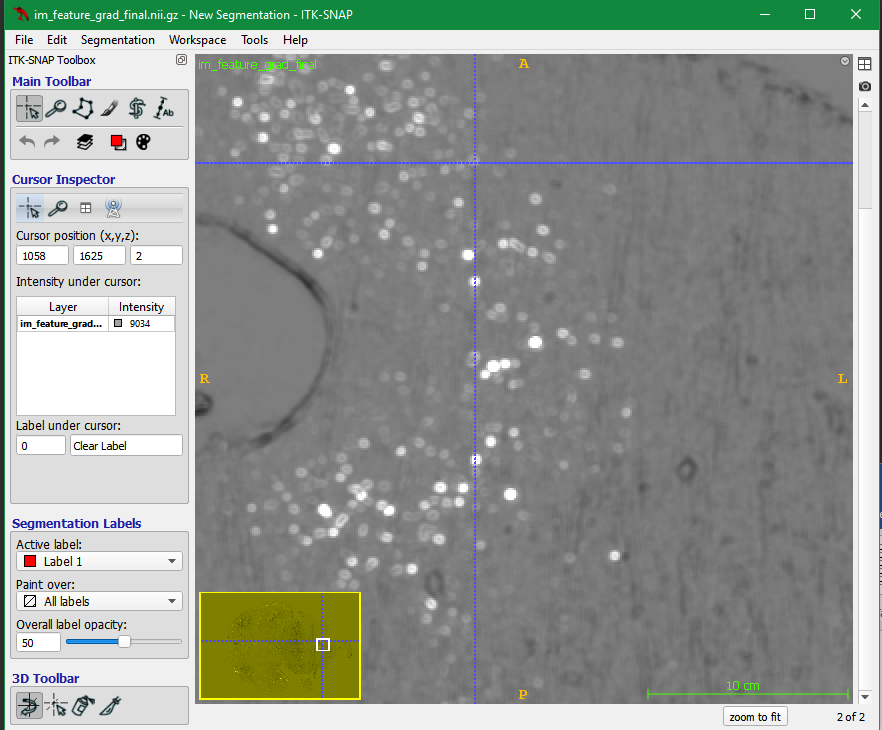 im_feature_grad_final.nii.gz - New Segmentation - ITK-SNAP
File Edit Segmentation Workspace Tools Help
ITK-SNAP Toolbox
Main Toolbar
Ab
Cursor Inspector
Cursor position (x,y,z):
1058 1625 2
Intensity under cursor:
Layer Intensity
im_feature_grad... 9034
Label under cursor:
0 Clear Label
Segmentation Labels
Active label:
Label 1
Paint over:
All labels
Overall label opacity:
50
3D Toolbar
im_feature_grad_final
A
R
L
P
10 cm
zoom to fit
2 of 2